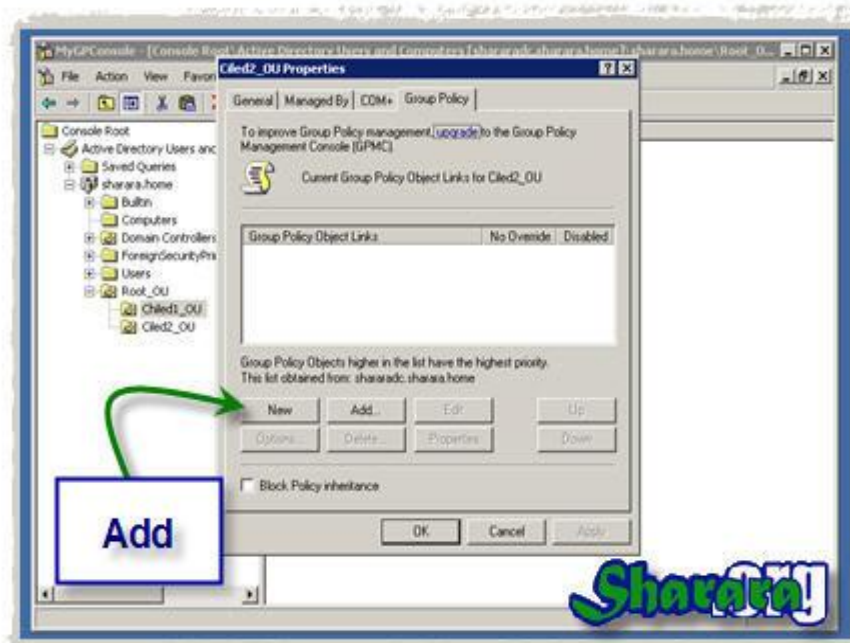 MyGPConsole - [Console Root\Active Directory Users and Computers [shararadc.sharara.home]\sharara.home\Root_O...
File Action View Favori
Ciled2_OU Properties
General Managed By COM+ Group Policy
To improve Group Policy management, upgrade to the Group Policy
Management Console (GPMC).
Current Group Policy Object Links for Ciled2_OU
Group Policy Object Links No Override Disabled
Group Policy Objects higher in the list have the highest priority.
This list obtained from: shararadc.sharara.home
New Add... Edit Up
Options... Delete... Properties Down
Block Policy inheritance
OK Cancel Apply
Console Root
Active Directory Users and
Saved Queries
sharara.home
Builtin
Computers
Domain Controllers
ForeignSecurityPrin
Users
Root_OU
Chiled1_OU
Ciled2_OU
Add
Sharara.org